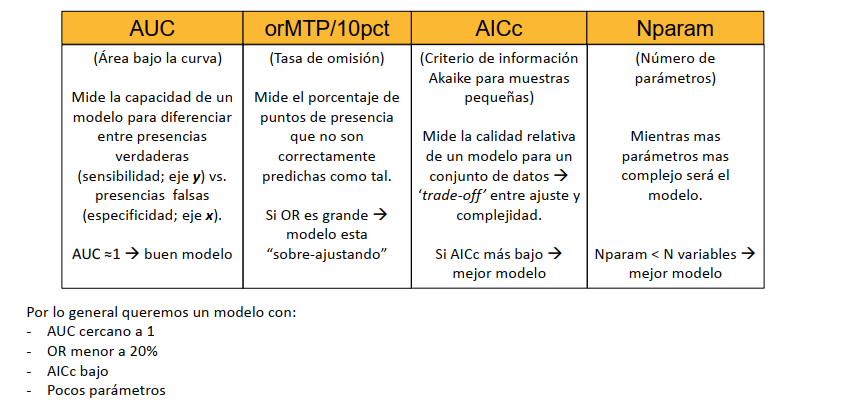 AUC
(Área bajo la curva)
Mide la capacidad de un
modelo para diferenciar
entre presencias
verdaderas
(sensibilidad; eje y) vs.
presencias falsas
(especificidad; eje x).
AUC ≈1 → buen modelo
orMTP/10pct
(Tasa de omisión)
Mide el porcentaje de
puntos de presencia
que no son
correctamente
predichas como tal.
Si OR es grande →
modelo esta
“sobre-ajustando”
AICc
(Criterio de información
Akaike para muestras
pequeñas)
Mide la calidad relativa
de un modelo para un
conjunto de datos →
‘trade-off’ entre ajuste y
complejidad.
Si AICc más bajo →
mejor modelo
Nparam
(Número de
parámetros)
Mientras mas
parámetros mas
complejo será el
modelo.
Nparam < N variables →
mejor modelo
Por lo general queremos un modelo con:
- AUC cercano a 1
- OR menor a 20%
- AICc bajo
- Pocos parámetros